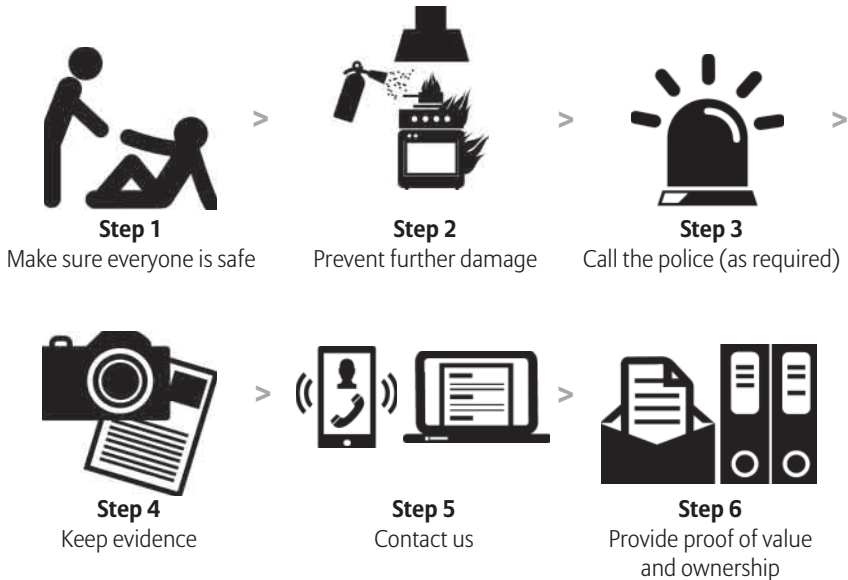 Step 1
Make sure everyone is safe
>
Step 2
Prevent further damage
>
Step 3
Call the police (as required)
>
Step 4
Keep evidence
>
Step 5
Contact us
>
Step 6
Provide proof of value
and ownership